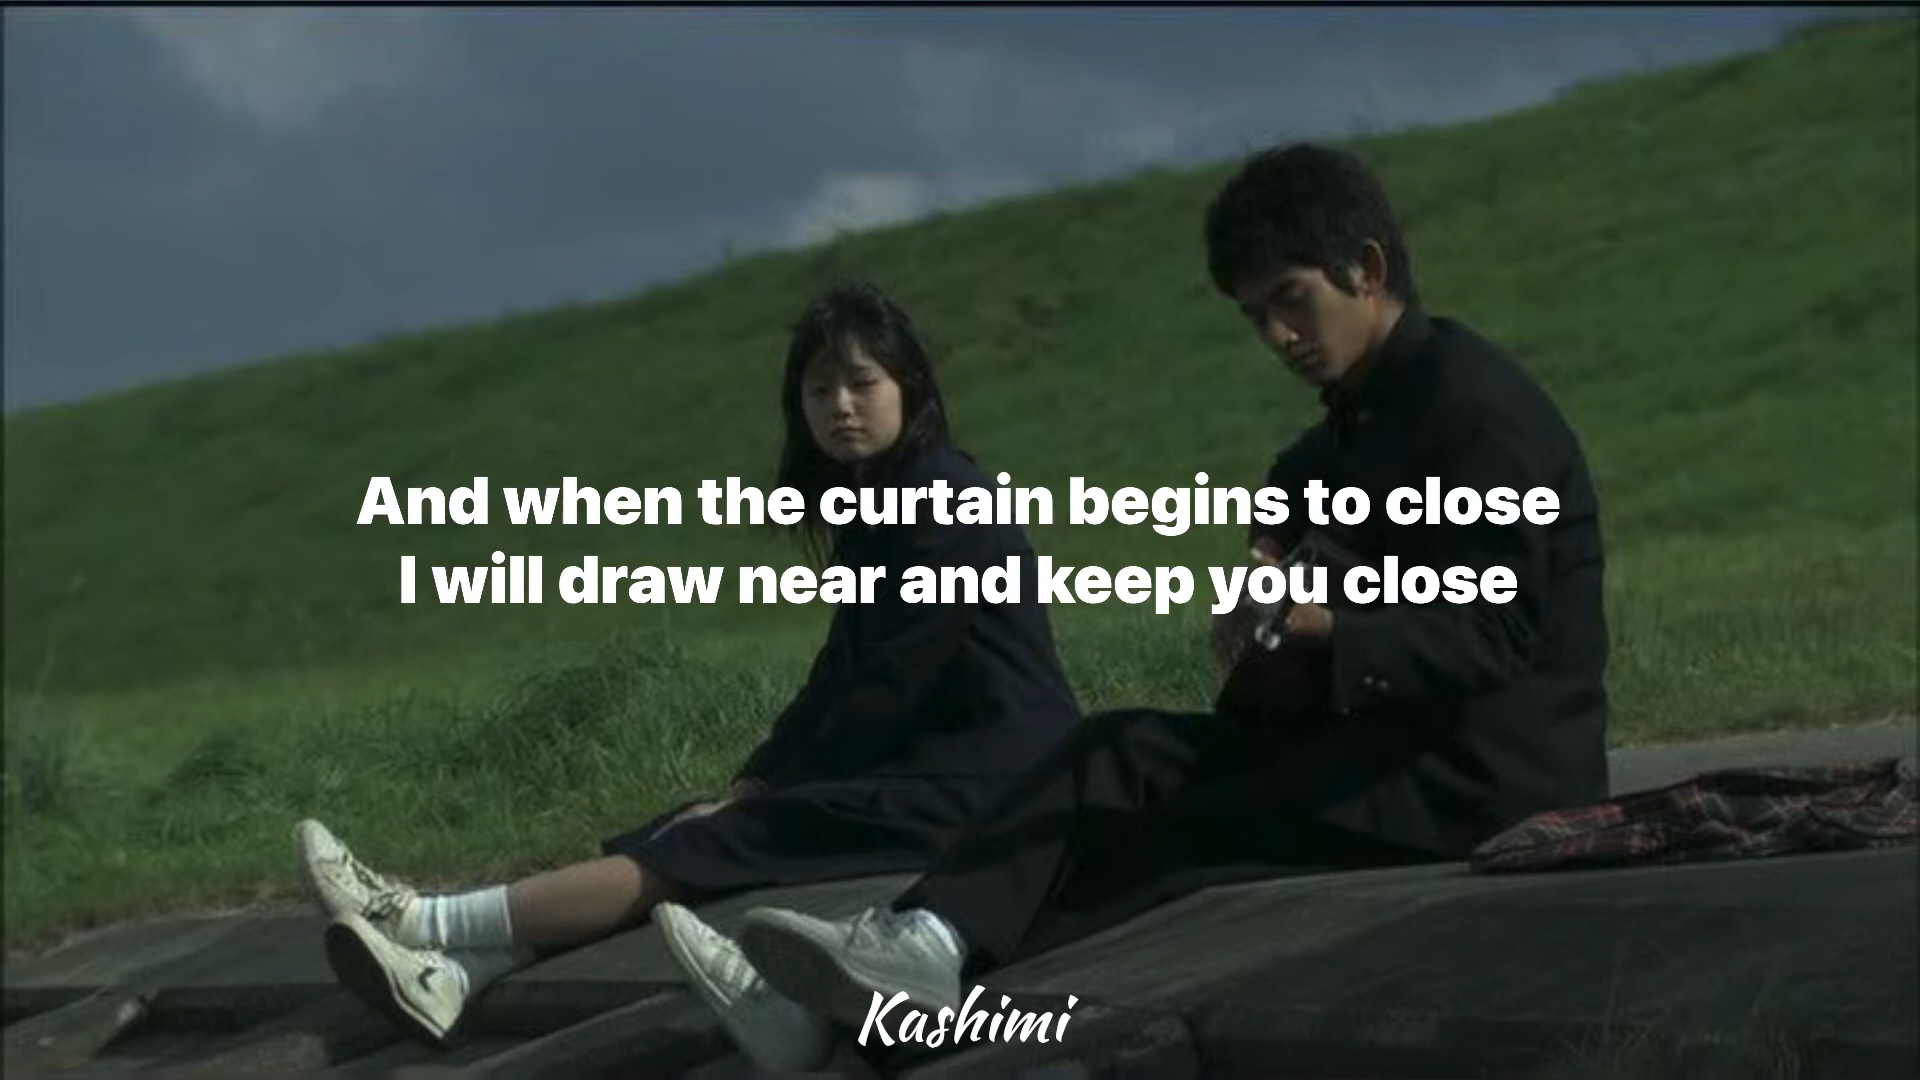 And when the curtain begins to close
I will draw near and keep you close
Kashimi